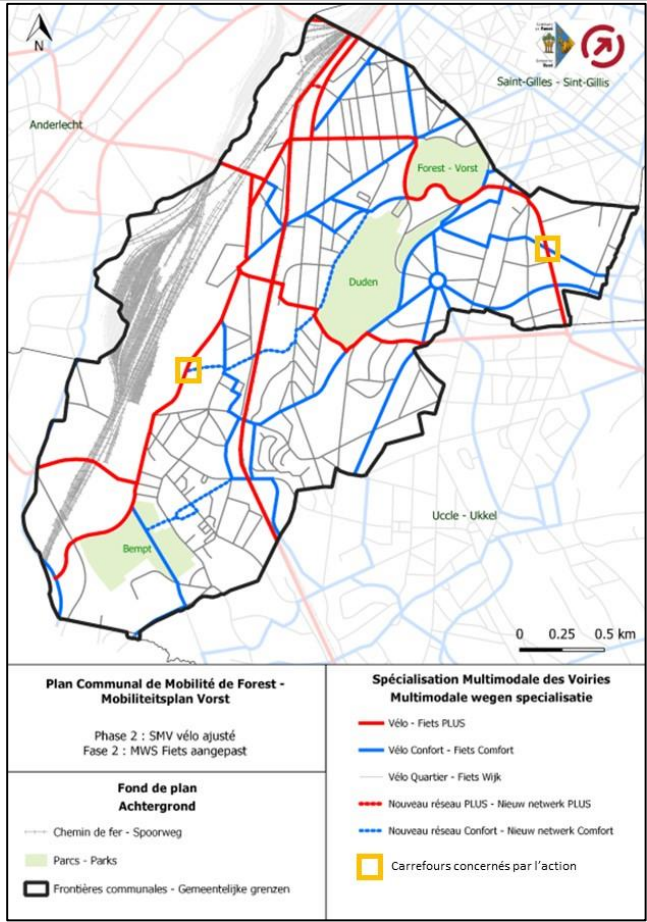 N
Saint-Gilles - Sint-Gillis
Anderlecht
Forest - Vorst
Duden
Uccle - Ukkel
Bempt
0 0.25 0.5 km
Plan Communal de Mobilité de Forest -
Mobiliteitsplan Vorst
Phase 2 : SMV vélo ajusté
Fase 2 : MWS Fiets aangepast
Fond de plan
Achtergrond
Chemin de fer - Spoorweg
Parcs - Parks
Frontières communales - Gemeentelijke grenzen
Spécialisation Multimodale des Voiries
Multimodale wegen specialisatie
Vélo - Fiets PLUS
Vélo Confort - Fiets Comfort
Vélo Quartier - Fiets Wijk
Nouveau réseau PLUS - Nieuw netwerk PLUS
Nouveau réseau Confort - Nieuw netwerk Comfort
Carrefours concernés par l'action